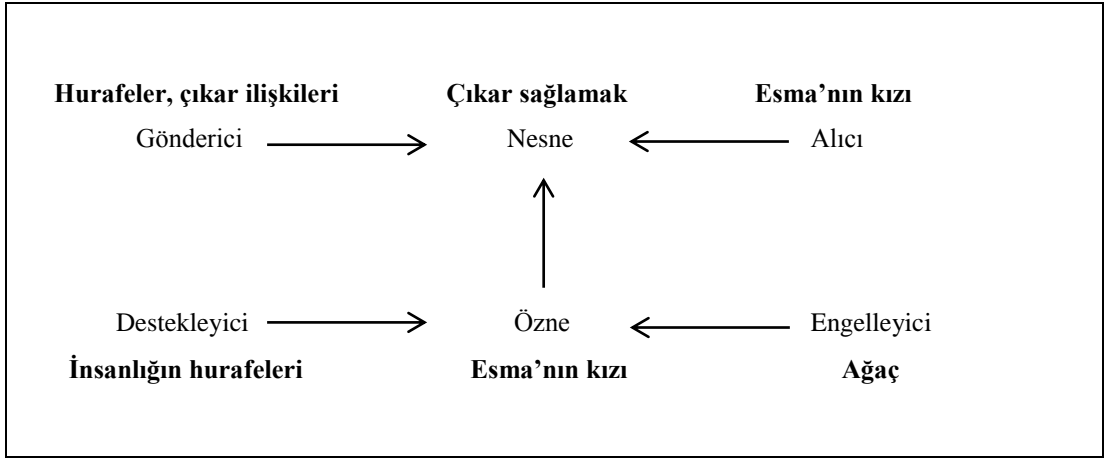 Hurafeler, çıkar ilişkileri Çıkar sağlamak Esma’nın kızı
Gönderici Nesne Alıcı
Destekleyici Özne Engelleyici
İnsanlığın hurafeleri Esma’nın kızı Ağaç